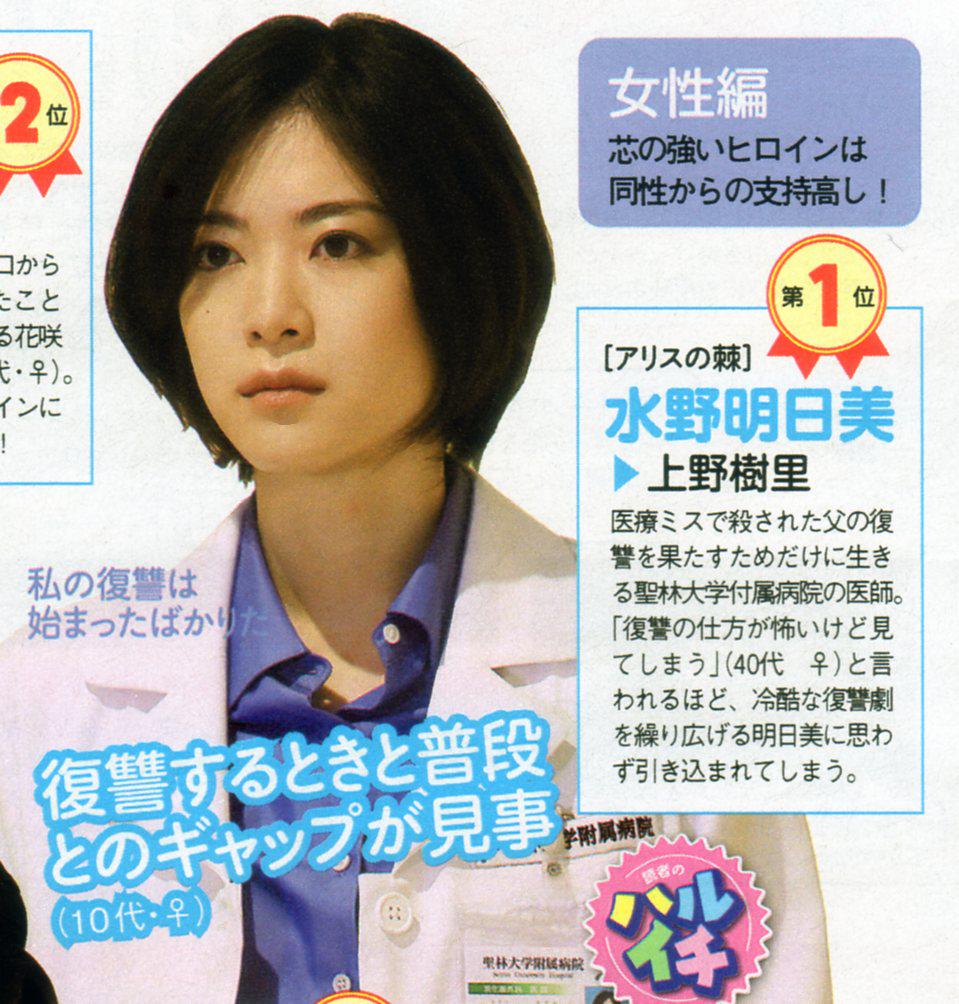 2位
口から
たこと
る花咲
代・♀)。
インに
!
女性編
芯の強いヒロインは
同性からの支持高し!
第1位
[アリスの棘]
水野明日美
▶上野樹里
医療ミスで殺された父の復
讐を果たすためだけに生き
る聖林大学付属病院の医師。
「復讐の仕方が怖いけど見
てしまう」(40代 ♀)と言
われるほど、冷酷な復讐劇
を繰り広げる明日美に思わ
ず引き込まれてしまう。
私の復讐は
始まったばかりだ
復讐するときと普段
とのギャップが見事
(10代・♀)
学附属病院
読者の
ハル
イチ
聖林大学附属病院